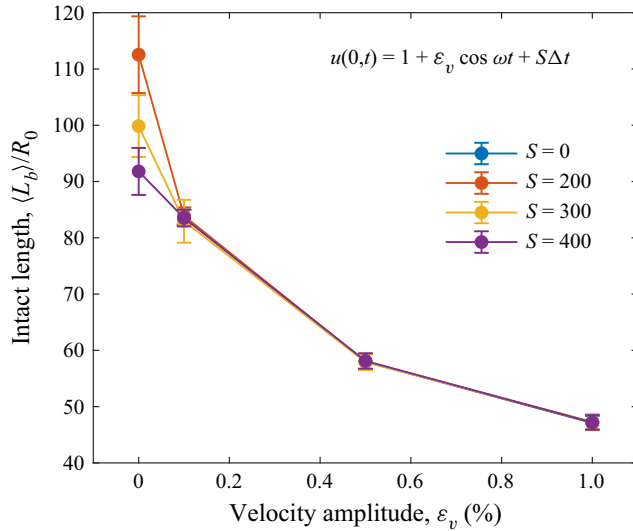 120
110
100
90
80
70
60
50
40
Intact length, ⟨L_b⟩/R_0
u(0,t) = 1 + ε_v cos ωt + SΔt
S = 0
S = 200
S = 300
S = 400
0 0.2 0.4 0.6 0.8 1.0
Velocity amplitude, ε_v (%)